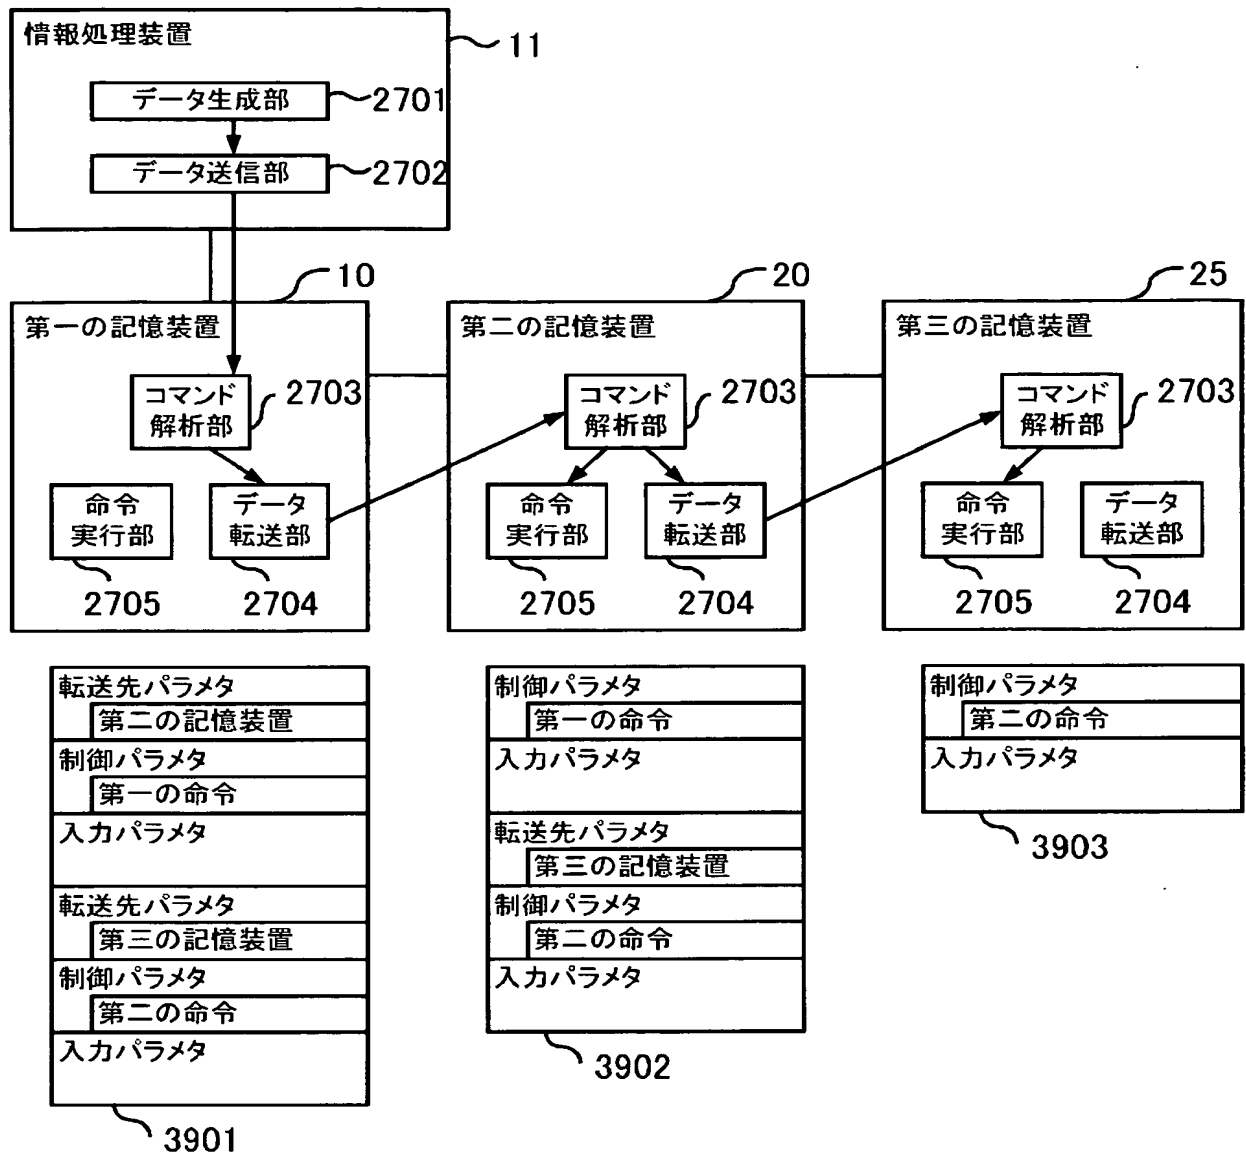 情報処理装置
11
データ生成部
2701
データ送信部
2702
10
20
25
第一の記憶装置
第二の記憶装置
第三の記憶装置
コマンド
解析部
2703
コマンド
解析部
2703
コマンド
解析部
2703
命令
実行部
データ
転送部
命令
実行部
データ
転送部
命令
実行部
データ
転送部
2705
2704
2705
2704
2705
2704
転送先パラメタ
第二の記憶装置
制御パラメタ
第一の命令
入力パラメタ
転送先パラメタ
第三の記憶装置
制御パラメタ
第二の命令
入力パラメタ
3901
制御パラメタ
第一の命令
入力パラメタ
転送先パラメタ
第三の記憶装置
制御パラメタ
第二の命令
入力パラメタ
3902
制御パラメタ
第二の命令
入力パラメタ
3903